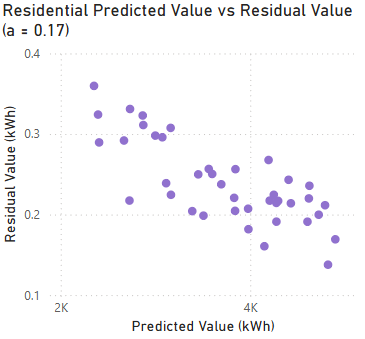 Residential Predicted Value vs Residual Value
(a = 0.17)
0.4
0.3
0.2
0.1
Residual Value (kWh)
2K
4K
Predicted Value (kWh)